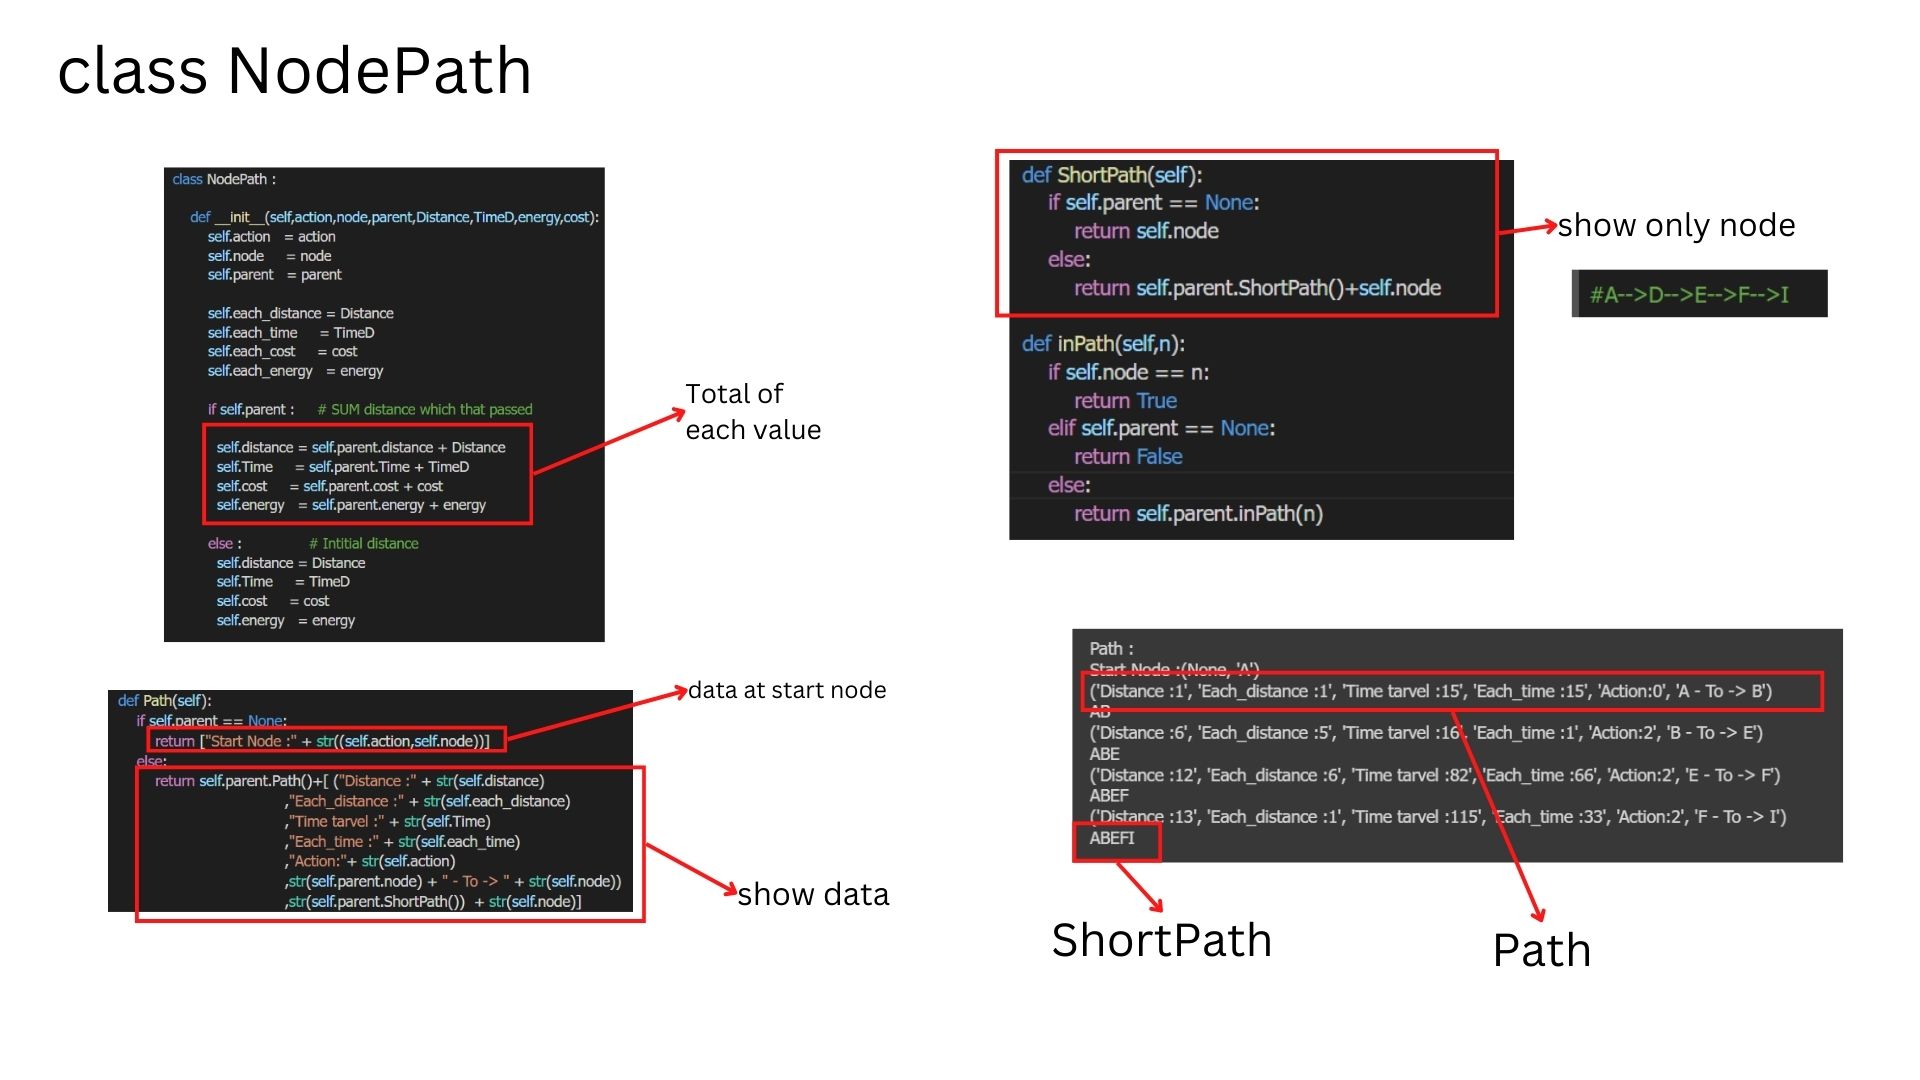 class NodePath
class NodePath :
def __init__(self,action,node,parent,Distance,TimeD,energy,cost):
self.action = action
self.node = node
self.parent = parent
self.each_distance = Distance
self.each_time = TimeD
self.each_cost = cost
self.each_energy = energy
if self.parent : # SUM distance which that passed
self.distance = self.parent.distance + Distance
self.Time = self.parent.Time + TimeD
self.cost = self.parent.cost + cost
self.energy = self.parent.energy + energy
else : # Intitial distance
self.distance = Distance
self.Time = TimeD
self.cost = cost
self.energy = energy
Total of
each value
def Path(self):
if self.parent == None:
return ["Start Node :" + str((self.action,self.node))]
else:
return self.parent.Path()+[ ("Distance :" + str(self.distance)
,"Each_distance :" + str(self.each_distance)
,"Time tarvel :" + str(self.Time)
,"Each_time :" + str(self.each_time)
,"Action:"+ str(self.action)
,str(self.parent.node) + " - To -> " + str(self.node))
,str(self.parent.ShortPath()) + str(self.node)]
data at start node
show data
def ShortPath(self):
if self.parent == None:
return self.node
else:
return self.parent.ShortPath()+self.node
def inPath(self,n):
if self.node == n:
return True
elif self.parent == None:
return False
else:
return self.parent.inPath(n)
show only node
#A-->D-->E-->F-->I
Path :
Start Node :(None, 'A')
('Distance :1', 'Each_distance :1', 'Time tarvel :15', 'Each_time :15', 'Action:0', 'A - To -> B')
AB
('Distance :6', 'Each_distance :5', 'Time tarvel :16', 'Each_time :1', 'Action:2', 'B - To -> E')
ABE
('Distance :12', 'Each_distance :6', 'Time tarvel :82', 'Each_time :66', 'Action:2', 'E - To -> F')
ABEF
('Distance :13', 'Each_distance :1', 'Time tarvel :115', 'Each_time :33', 'Action:2', 'F - To -> I')
ABEFI
ShortPath
Path